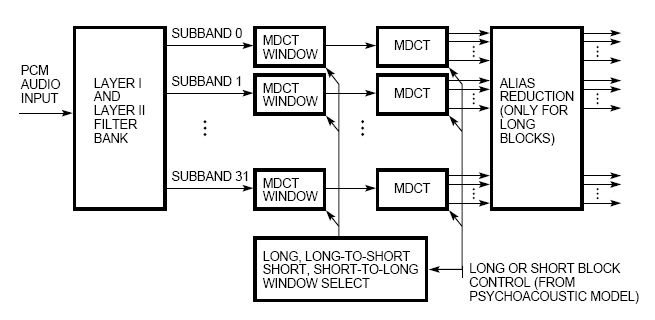 SUBBAND 0
MDCT
WINDOW
MDCT
PCM
AUDIO
INPUT
LAYER I
AND
LAYER II
FILTER
BANK
SUBBAND 1
MDCT
WINDOW
MDCT
ALIAS
REDUCTION
(ONLY FOR
LONG
BLOCKS)
SUBBAND 31
MDCT
WINDOW
MDCT
LONG, LONG-TO-SHORT
SHORT, SHORT-TO-LONG
WINDOW SELECT
LONG OR SHORT BLOCK
CONTROL (FROM
PSYCHOACOUSTIC MODEL)